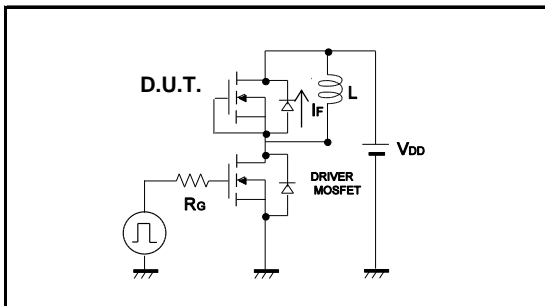 D.U.T.
IF
L
VDD
DRIVER
MOSFET
RG